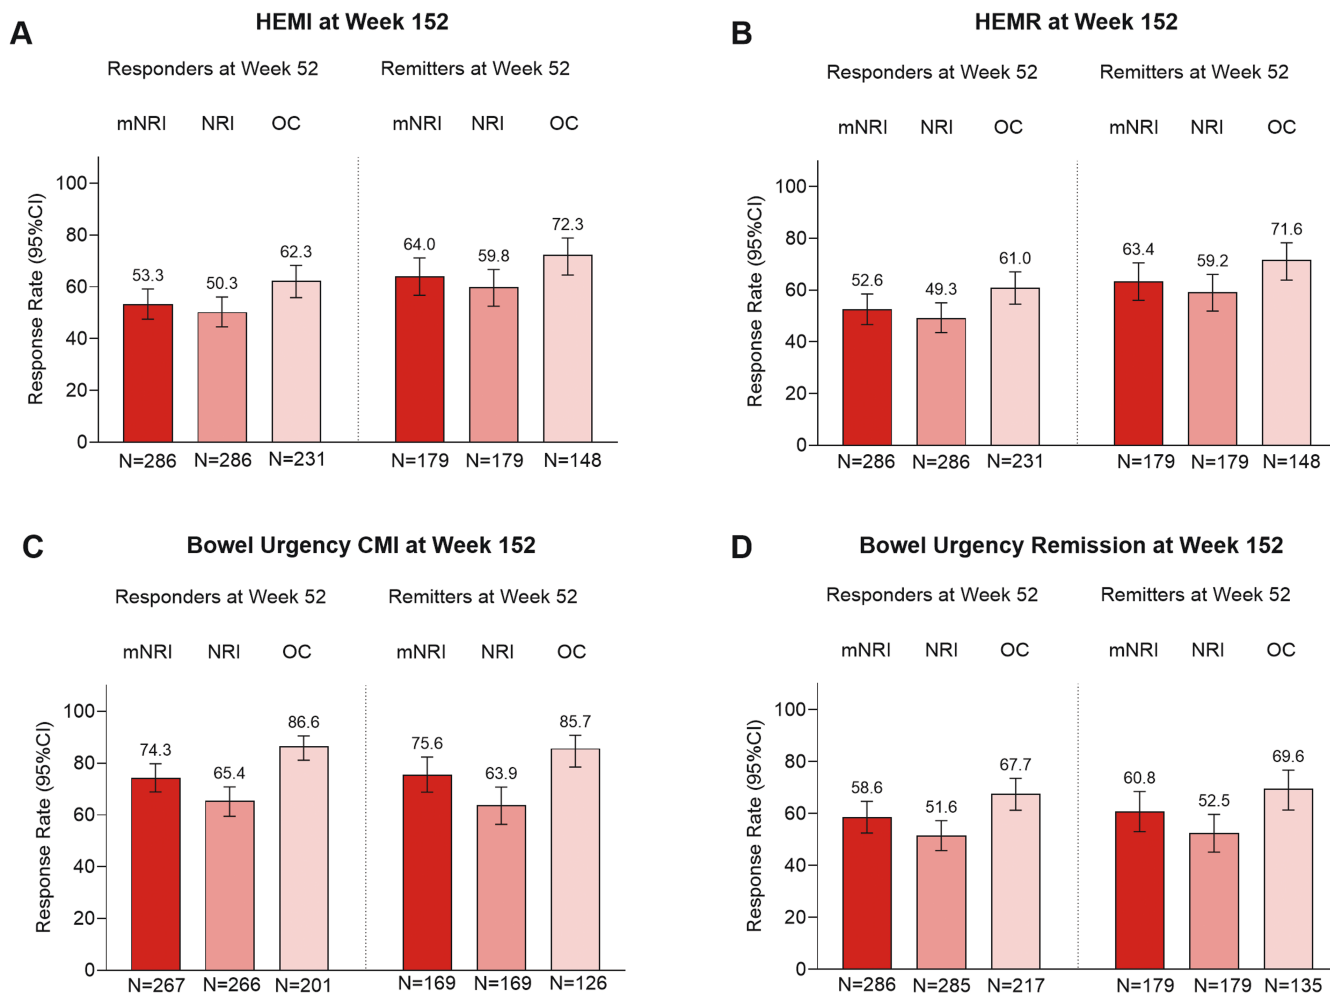 A
HEMI at Week 152
Responders at Week 52
Remitters at Week 52
mNRI NRI OC
mNRI NRI OC
Response Rate (95%CI)
100
80
60
40
20
0
53.3
50.3
62.3
64.0
59.8
72.3
N=286 N=286 N=231
N=179 N=179 N=148
B
HEMR at Week 152
Responders at Week 52
Remitters at Week 52
mNRI NRI OC
mNRI NRI OC
Response Rate (95%CI)
100
80
60
40
20
0
52.6
49.3
61.0
63.4
59.2
71.6
N=286 N=286 N=231
N=179 N=179 N=148
C
Bowel Urgency CMI at Week 152
Responders at Week 52
Remitters at Week 52
mNRI NRI OC
mNRI NRI OC
Response Rate (95%CI)
100
80
60
40
20
0
74.3
65.4
86.6
75.6
63.9
85.7
N=267 N=266 N=201
N=169 N=169 N=126
D
Bowel Urgency Remission at Week 152
Responders at Week 52
Remitters at Week 52
mNRI NRI OC
mNRI NRI OC
Response Rate (95%CI)
100
80
60
40
20
0
58.6
51.6
67.7
60.8
52.5
69.6
N=286 N=285 N=217
N=179 N=179 N=135